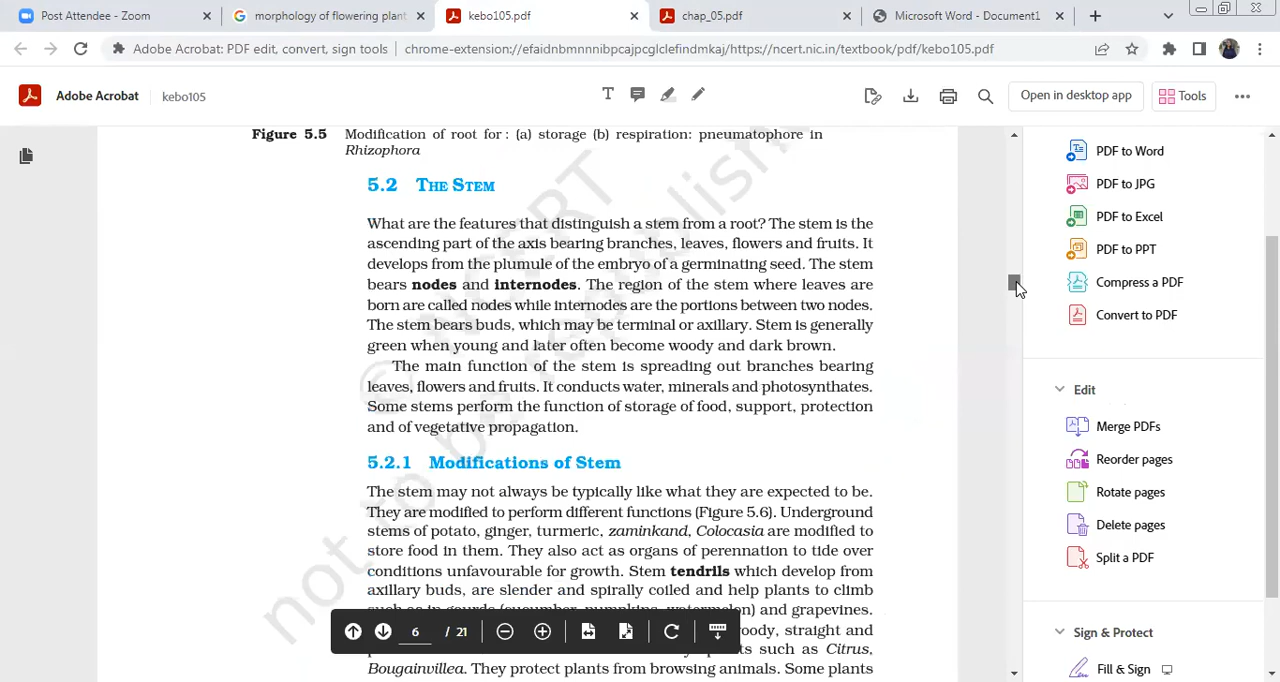 Post Attendee - Zoom
morphology of flowering plant
kebo105.pdf
chap_05.pdf
Microsoft Word - Document1
Adobe Acrobat: PDF edit, convert, sign tools
chrome-extension://efaidnbmnnnibpcajpcglclefindmkaj/https://ncert.nic.in/textbook/pdf/kebo105.pdf
Adobe Acrobat
kebo105
Open in desktop app
Tools
Figure 5.5 Modification of root for : (a) storage (b) respiration: pneumatophore in
Rhizophora
5.2 THE STEM
What are the features that distinguish a stem from a root? The stem is the
ascending part of the axis bearing branches, leaves, flowers and fruits. It
develops from the plumule of the embryo of a germinating seed. The stem
bears nodes and internodes. The region of the stem where leaves are
born are called nodes while internodes are the portions between two nodes.
The stem bears buds, which may be terminal or axillary. Stem is generally
green when young and later often become woody and dark brown.
The main function of the stem is spreading out branches bearing
leaves, flowers and fruits. It conducts water, minerals and photosynthates.
Some stems perform the function of storage of food, support, protection
and of vegetative propagation.
5.2.1 Modifications of Stem
The stem may not always be typically like what they are expected to be.
They are modified to perform different functions (Figure 5.6). Underground
stems of potato, ginger, turmeric, zaminkand, Colocasia are modified to
store food in them. They also act as organs of perennation to tide over
conditions unfavourable for growth. Stem tendrils which develop from
axillary buds, are slender and spirally coiled and help plants to climb
such as in gourds (cucumber, pumpkins, watermelon) and grapevines.
woody, straight and
such as Citrus,
Bougainvillea. They protect plants from browsing animals. Some plants
6 / 21
PDF to Word
PDF to JPG
PDF to Excel
PDF to PPT
Compress a PDF
Convert to PDF
Edit
Merge PDFs
Reorder pages
Rotate pages
Delete pages
Split a PDF
Sign & Protect
Fill & Sign